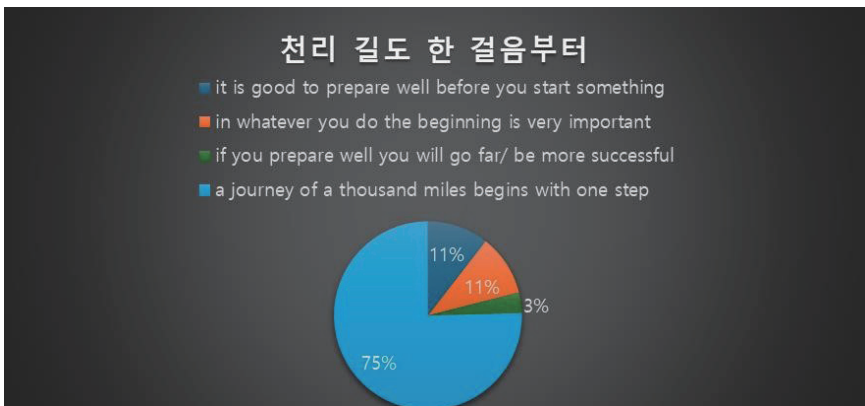 천리 길도 한 걸음부터
it is good to prepare well before you start something
in whatever you do the beginning is very important
if you prepare well you will go far/ be more successful
a journey of a thousand miles begins with one step
11%
11%
3%
75%